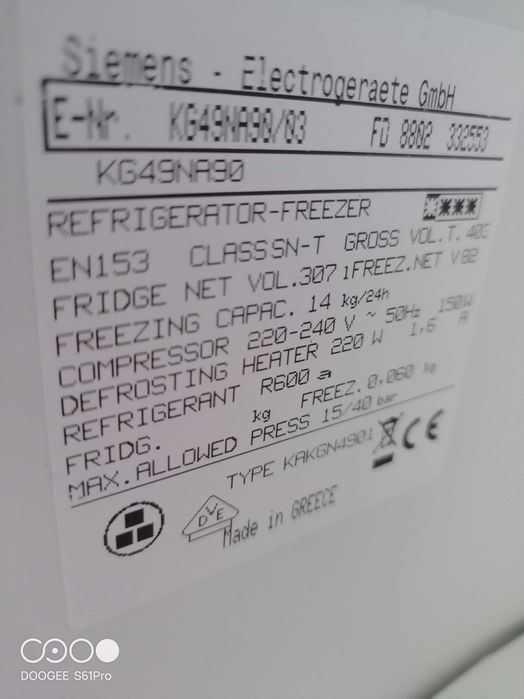 Siemens - Electrogeraete GmbH
E-Nr. KG49NA90/03 FD 8802 332553
KG49NA90
REFRIGERATOR-FREEZER ****
EN153 CLASS SN-T GROSS VOL.T.
FRIDGE NET VOL.307 l FREEZ.NET V 82
FREEZING CAPAC. 14 kg/24h
COMPRESSOR 220-240 V ~ 50Hz 150W
DEFROSTING HEATER 220 W 1,6 A
REFRIGERANT R600 a
FRIDG. kg FREEZ. 0,060 kg
MAX. ALLOWED PRESS 15/40 bar
TYPE KAKGN4901 CE
DVE
Made in GREECE
DOOGEE S61Pro